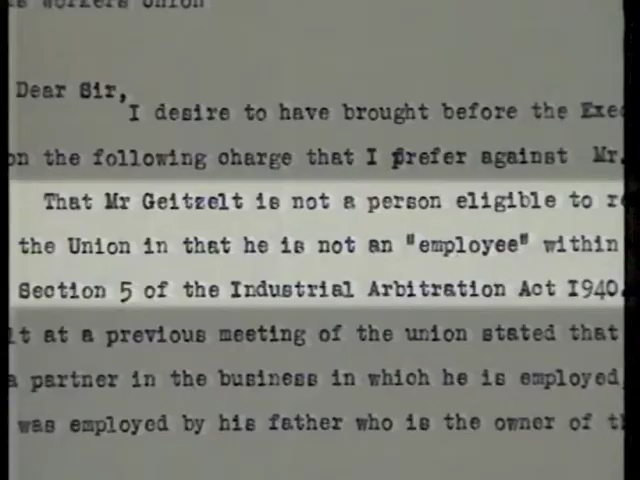 Workers Union
Dear Sir,
I desire to have brought before the Exe
on the following charge that I prefer against Mr.
That Mr Geitzelt is not a person eligible to r
the Union in that he is not an "employee" within
Section 5 of the Industrial Arbitration Act I940.
lt at a previous meeting of the union stated that
a partner in the business in which he is employed,
was employed by his father who is the owner of t